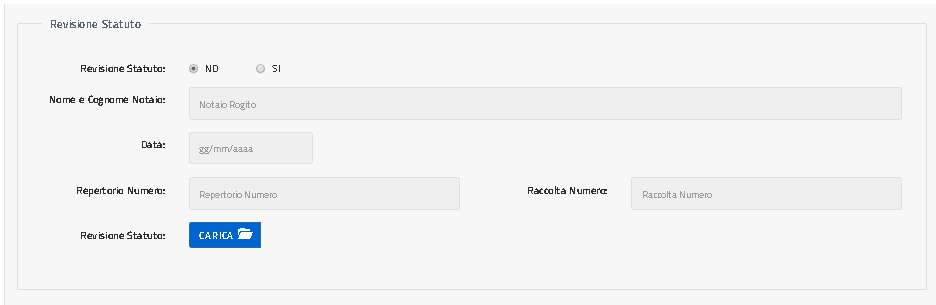 Revisione Statuto
Revisione Statuto: NO SI
Nome e Cognome Notaio: Notaio Rogito
Data: gg/mm/aaaa
Repertorio Numero: Repertorio Numero Raccolta Numero: Raccolta Numero
Revisione Statuto: CARICA